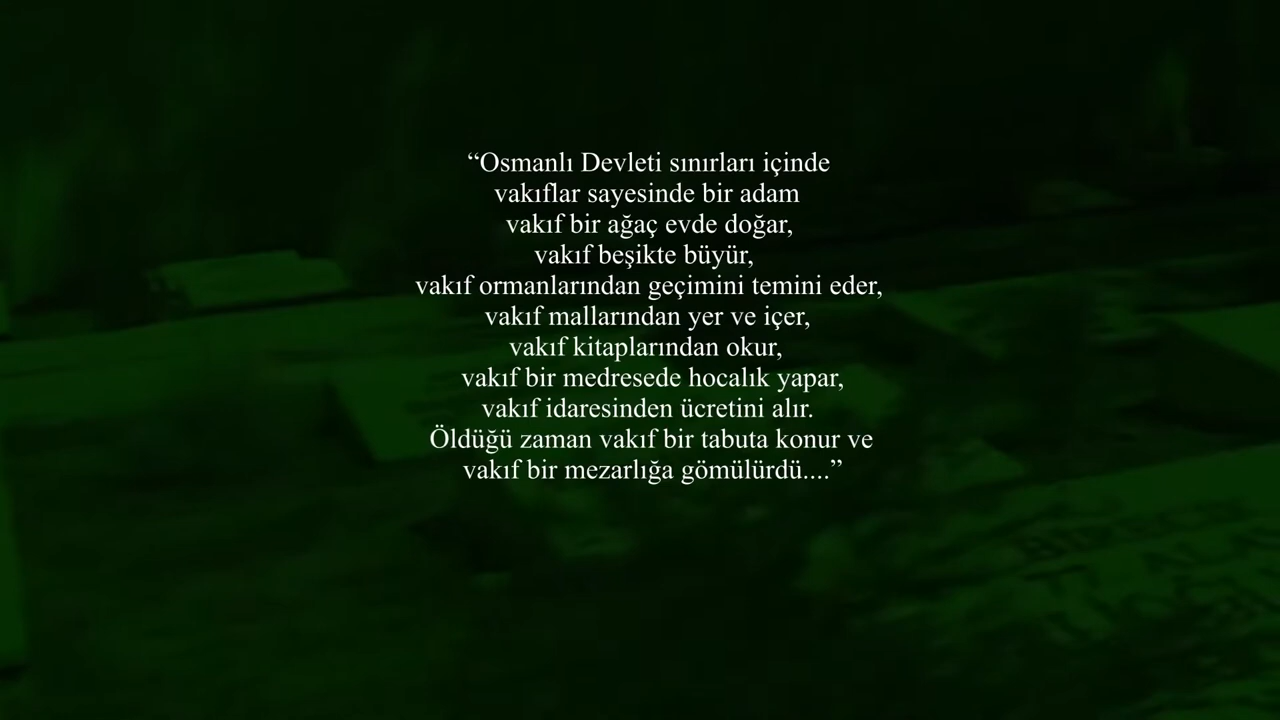 “Osmanlı Devleti sınırları içinde
vakıflar sayesinde bir adam
vakıf bir ağaç evde doğar,
vakıf beşikte büyür,
vakıf ormanlarından geçimini temini eder,
vakıf mallarından yer ve içer,
vakıf kitaplarından okur,
vakıf bir medresede hocalık yapar,
vakıf idaresinden ücretini alır.
Öldüğü zaman vakıf bir tabuta konur ve
vakıf bir mezarlığa gömülürdü....”